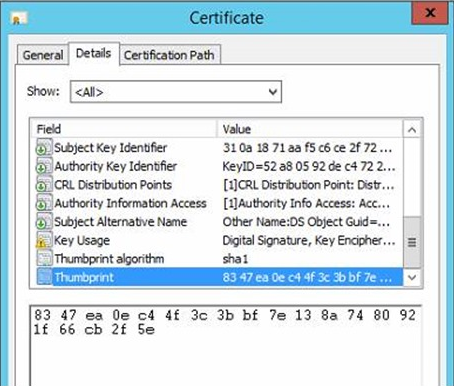 Certificate
x
General Details Certification Path
Show: <All>
Field Value
Subject Key Identifier 31 0a 18 71 aa f5 c6 ce 2f 72 ...
Authority Key Identifier KeyID=52 a8 05 92 de c4 72 2...
CRL Distribution Points [1]CRL Distribution Point: Distr...
Authority Information Access [1]Authority Info Access: Acc...
Subject Alternative Name Other Name:DS Object Guid=...
Key Usage Digital Signature, Key Encipher...
Thumbprint algorithm sha1
Thumbprint 83 47 ea 0e c4 4f 3c 3b bf 7e ...
83 47 ea 0e c4 4f 3c 3b bf 7e 13 8a 74 80 92
1f 66 cb 2f 5e